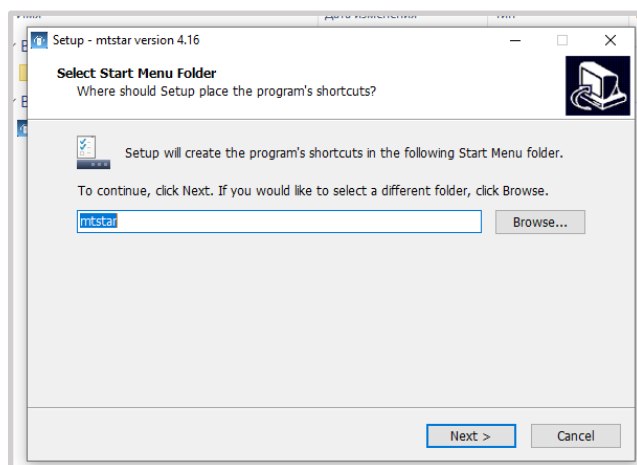 Дата изменения
Setup - mtstar version 4.16
Select Start Menu Folder
Where should Setup place the program's shortcuts?
Setup will create the program's shortcuts in the following Start Menu folder.
To continue, click Next. If you would like to select a different folder, click Browse.
mtstar
Browse...
Next >
Cancel